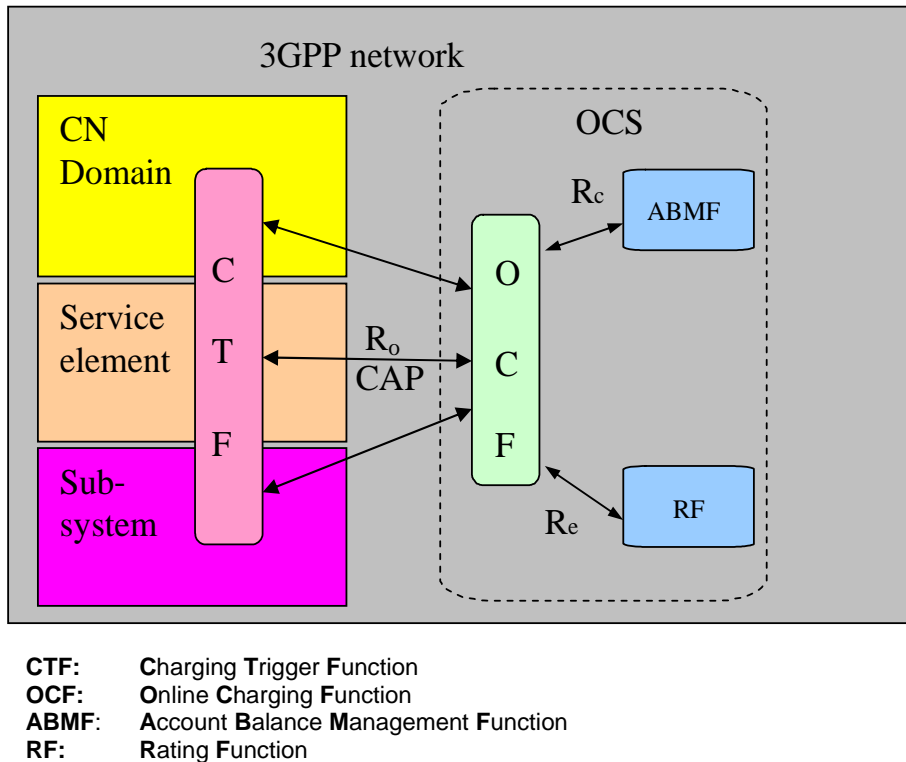 3GPP network
CN
Domain
Service
element
Sub-
system
C
T
F
Ro
CAP
OCS
O
C
F
Rc
ABMF
Re
RF
CTF: Charging Trigger Function
OCF: Online Charging Function
ABMF: Account Balance Management Function
RF: Rating Function